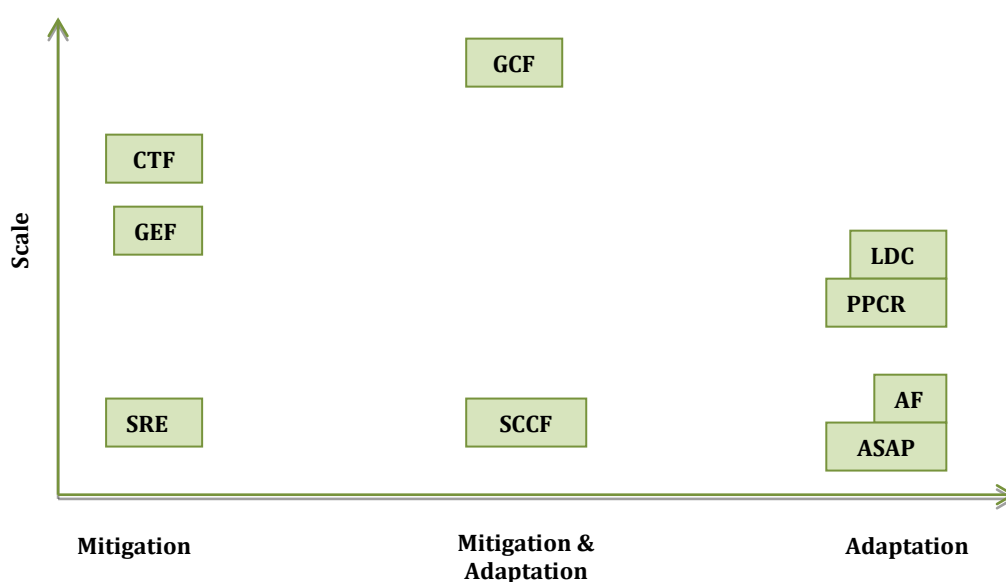 GCF
CTF
GEF
Scale
LDC
PPCR
AF
SRE
SCCF
ASAP
Mitigation
Mitigation &
Adaptation
Adaptation